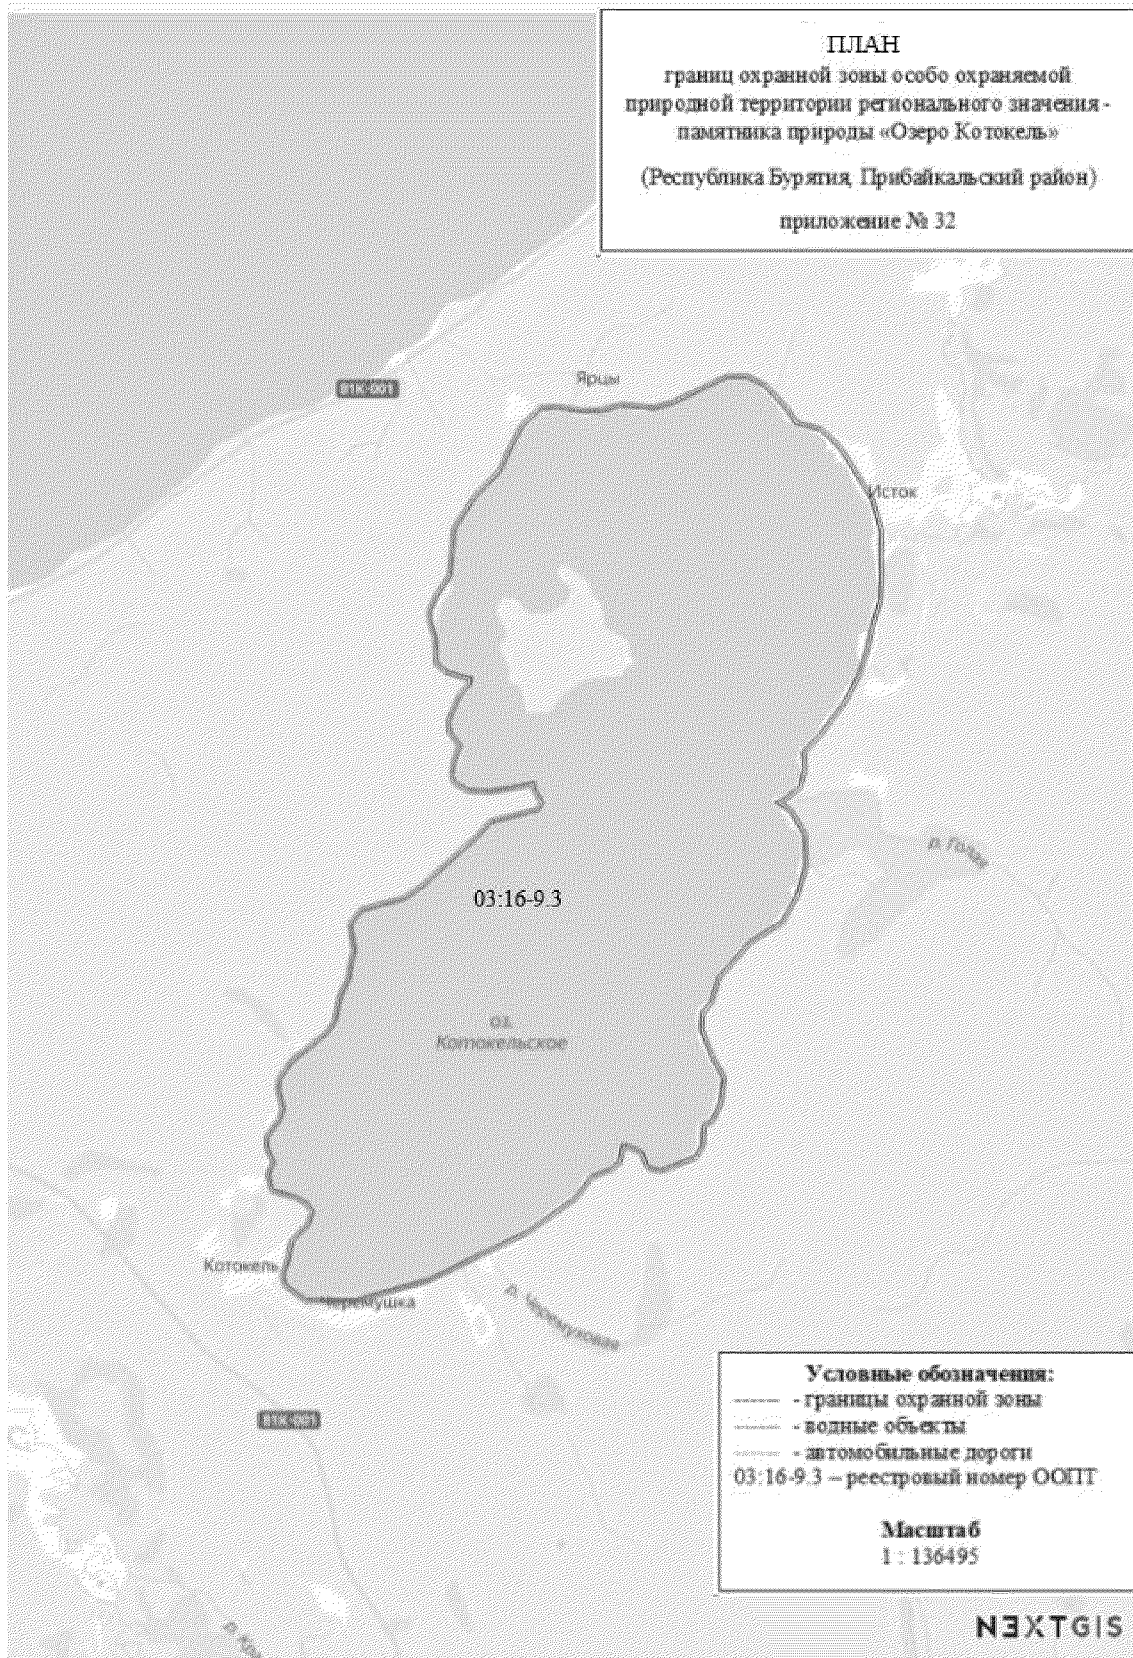 ПЛАН
границ охранной зоны особо охраняемой
природной территории регионального значения -
памятника природы «Озеро Котокель»
(Республика Бурятия, Прибайкальский район)
приложение № 32
81К-001
Ярцы
Исток
р. Голая
03:16-9.3
оз.
Котокельское
Котокель
Черемушка
р. Черемуховая
81К-001
Условные обозначения:
- границы охранной зоны
- водные объекты
- автомобильные дороги
03:16-9.3 – реестровый номер ООПТ
Масштаб
1 : 136495
NEXTGIS